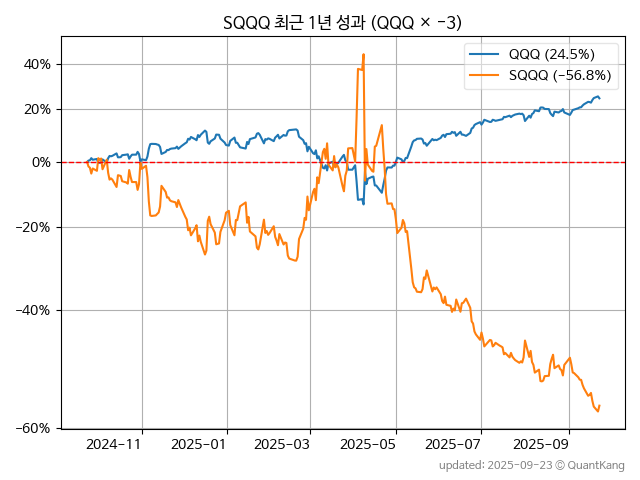 SQQQ 최근 1년 성과 (QQQ × −3)
QQQ (24.5%)
SQQQ (−56.8%)
40%
20%
0%
−20%
−40%
−60%
2024−11 2025−01 2025−03 2025−05 2025−07 2025−09
updated: 2025−09−23 ⓒ QuantKang